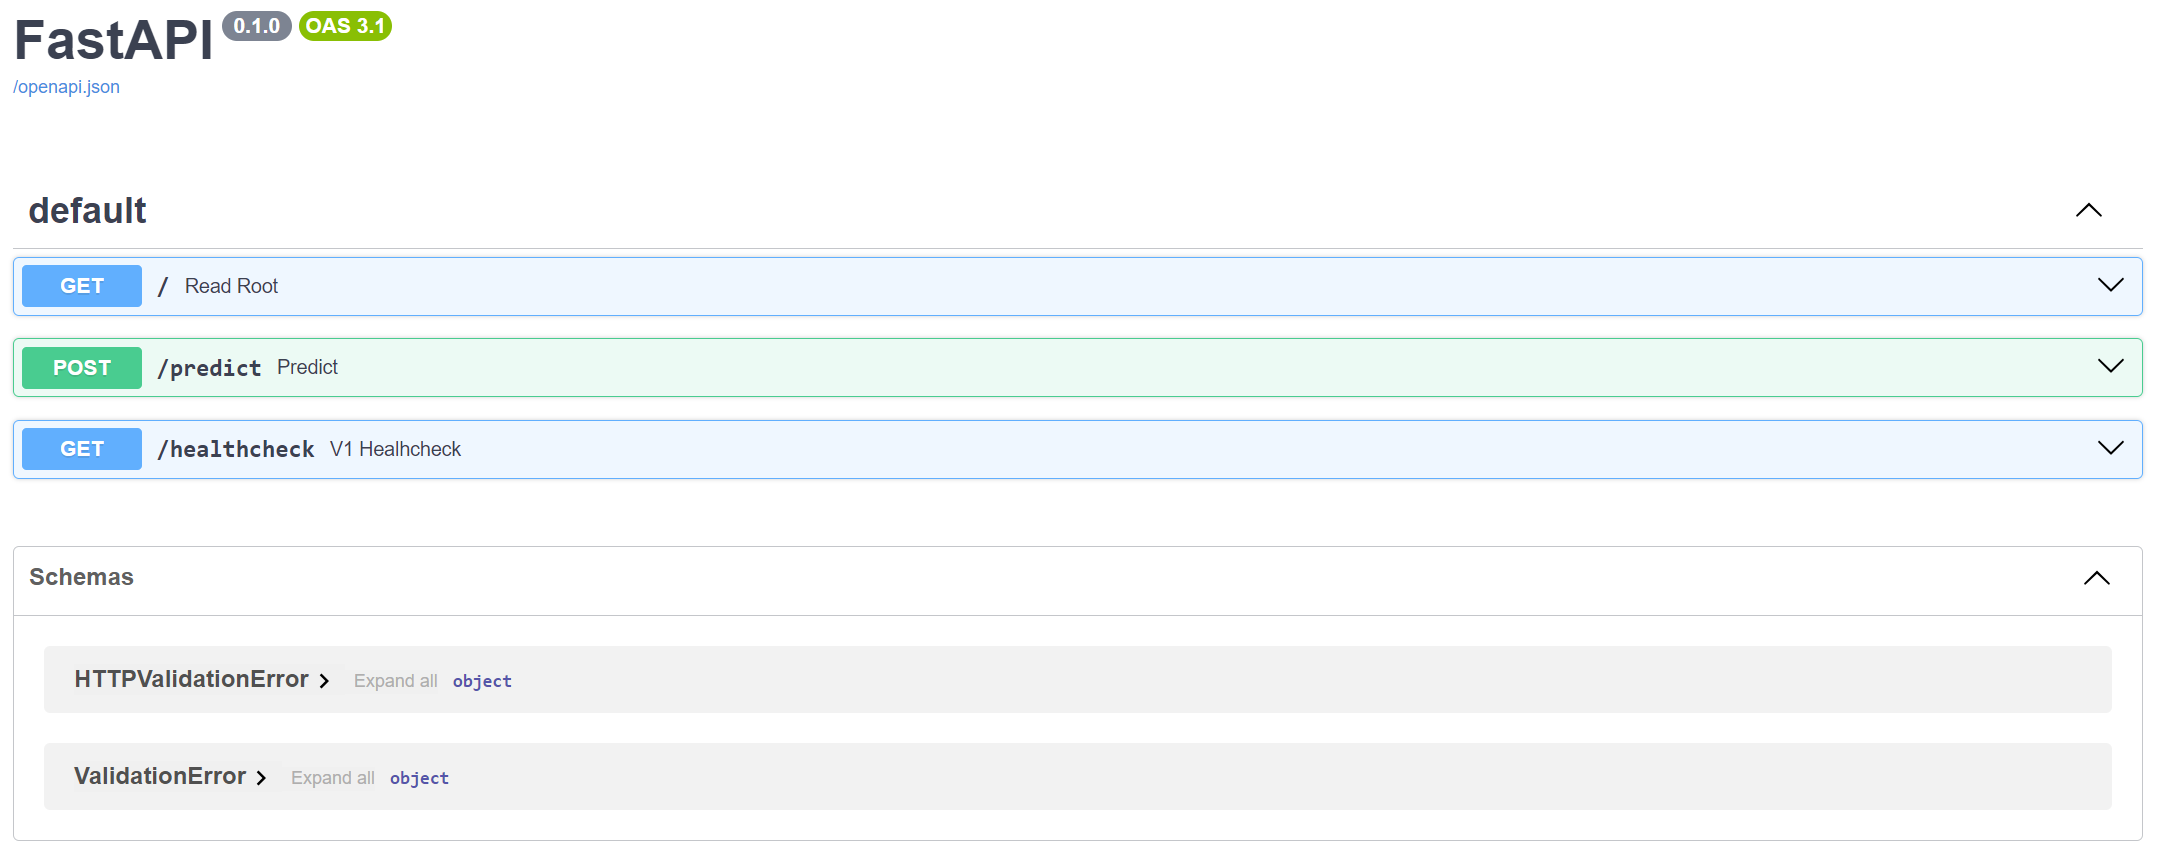 FastAPI 0.1.0 OAS 3.1
/openapi.json
default
GET / Read Root
POST /predict Predict
GET /healthcheck V1 Healhcheck
Schemas
HTTPValidationError Expand all object
ValidationError Expand all object